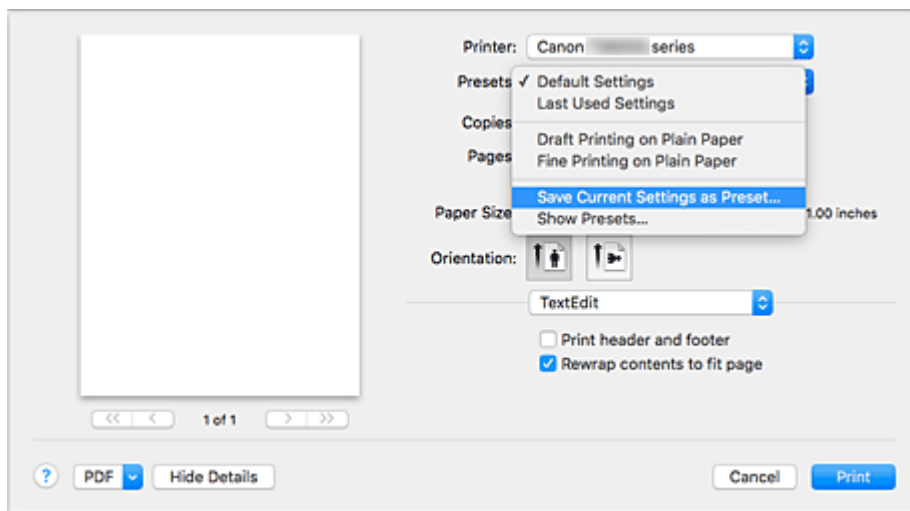 Printer: Canon series
Presets ✓ Default Settings
Last Used Settings
Copies
Draft Printing on Plain Paper
Pages
Fine Printing on Plain Paper
Save Current Settings as Preset...
Paper Size 1.00 inches
Show Presets...
Orientation:
TextEdit
Print header and footer
Rewrap contents to fit page
<< < 1 of 1 > >>
? PDF Hide Details Cancel Print